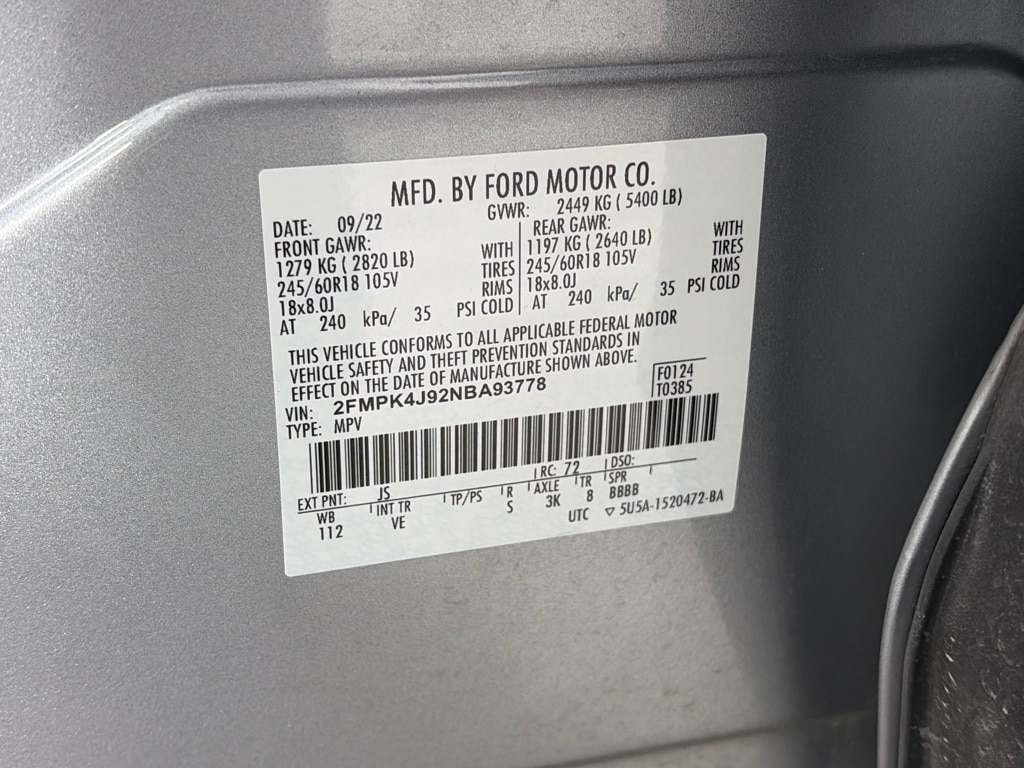 MFD. BY FORD MOTOR CO.
DATE: 09/22 GVWR: 2449 KG ( 5400 LB)
FRONT GAWR: REAR GAWR:
1279 KG ( 2820 LB) WITH 1197 KG ( 2640 LB) WITH
245/60R18 105V TIRES 245/60R18 105V TIRES
18x8.0J RIMS 18x8.0J RIMS
AT 240 kPa/ 35 PSI COLD AT 240 kPa/ 35 PSI COLD
THIS VEHICLE CONFORMS TO ALL APPLICABLE FEDERAL MOTOR
VEHICLE SAFETY AND THEFT PREVENTION STANDARDS IN
EFFECT ON THE DATE OF MANUFACTURE SHOWN ABOVE.
VIN: 2FMPK4J92NBA93778 F0124
TYPE: MPV T0385
EXT PNT: JS RC: 72 DSO:
WB INT TR TP/PS R AXLE TR SPR
112 VE S 3K 8 BBBB
UTC ▽ 5U5A-1520472-BA